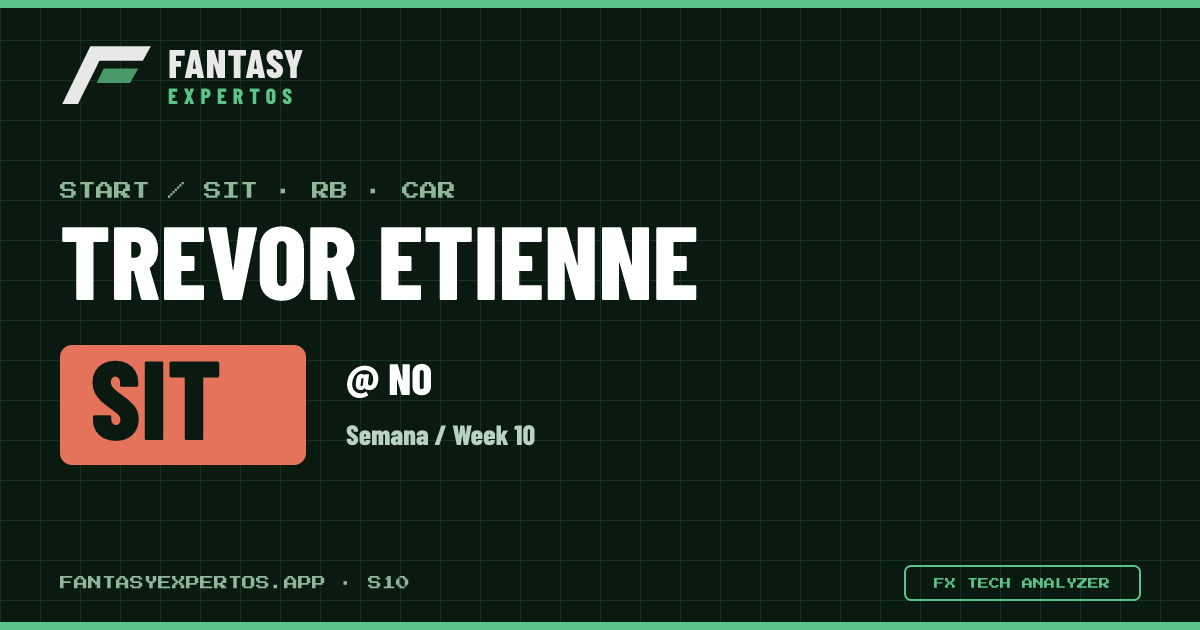 FANTASY
EXPERTOS
START / SIT · RB · CAR
TREVOR ETIENNE
SIT
@ NO
Semana / Week 10
FANTASYEXPERTOS.APP · S10
FX TECH ANALYZER